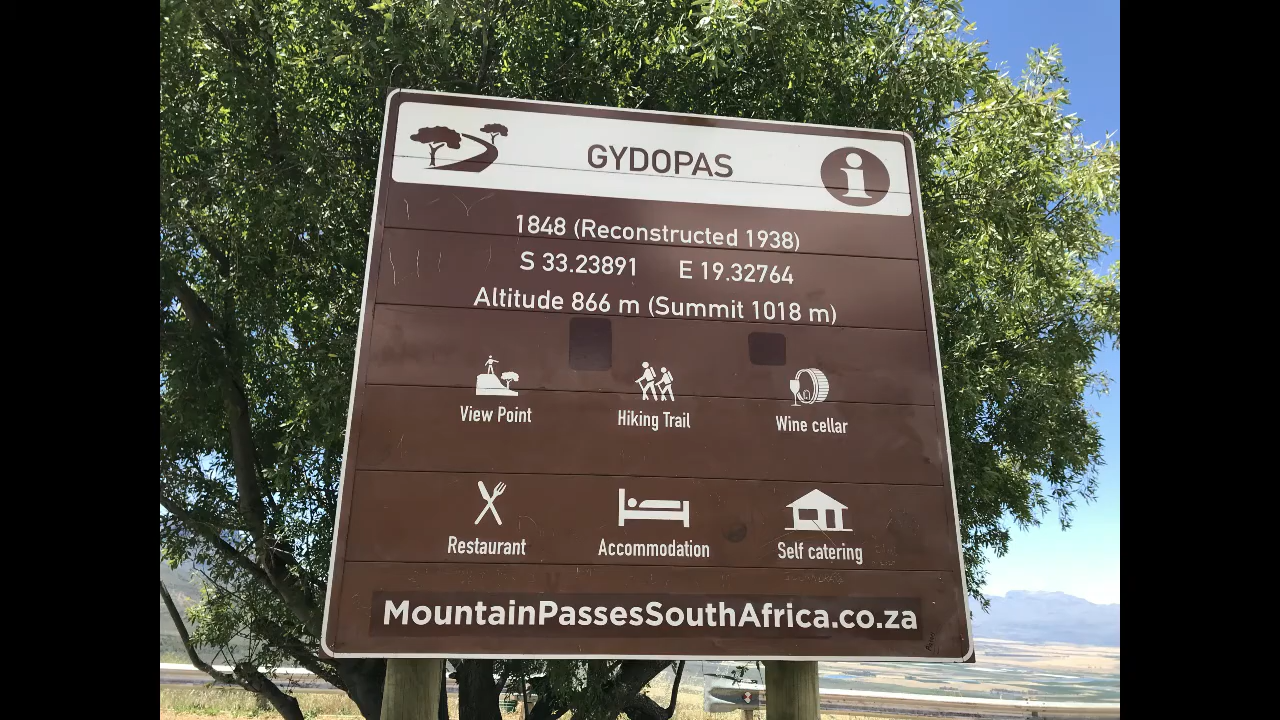 GYDOPAS
1848 (Reconstructed 1938)
S 33.23891 E 19.32764
Altitude 866 m (Summit 1018 m)
View Point
Hiking Trail
Wine cellar
Restaurant
Accommodation
Self catering
MountainPassesSouthAfrica.co.za